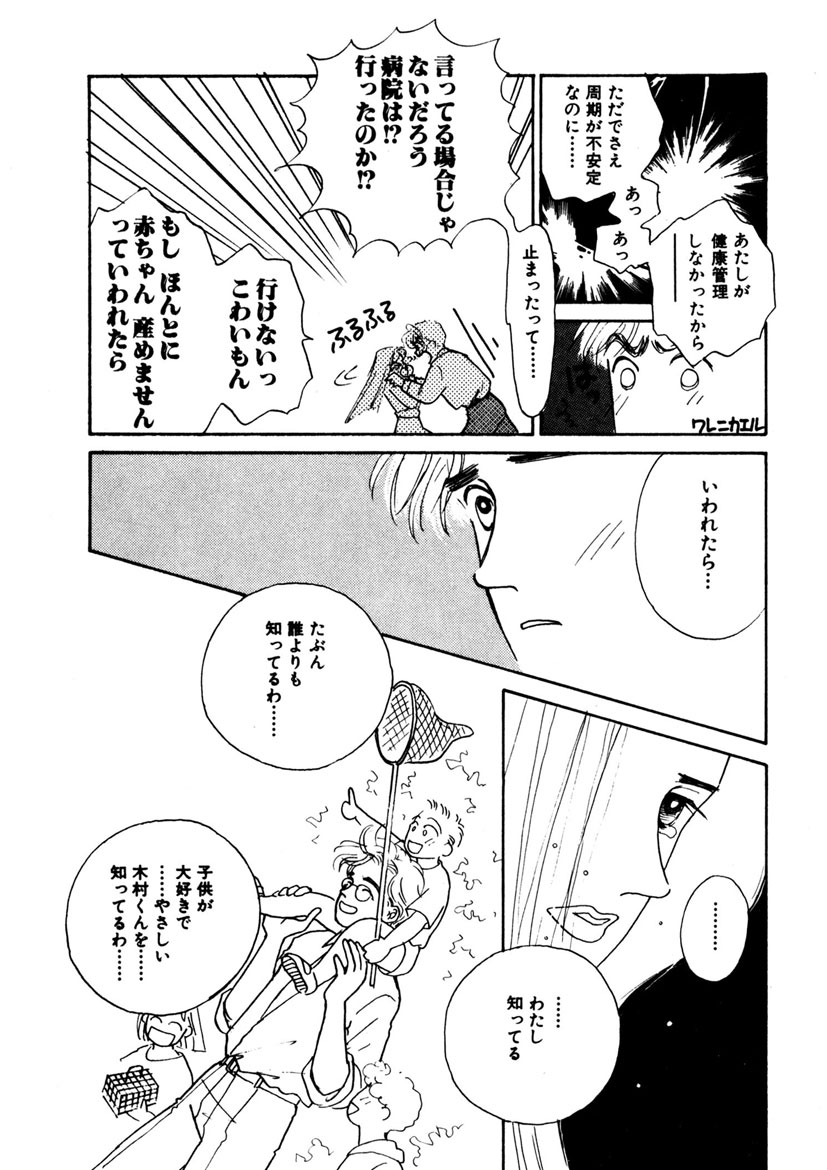 あたしが
健康管理
しなかったから
――
ただでさえ
周期が不安定
なのに……
あっ
あっ
はっ
ワレニカエル
止まったって……
言ってる場合じゃ
ないだろう
病院は!?
行ったのか!?
ふるふる
行けないっ
こわいもん
もし ほんとに
赤ちゃん 産めません
っていわれたら
いわれたら…
……
……
わたし
知ってる
たぶん
誰よりも
知ってるわ……
子供が
大好きで
……やさしい
木村くんを……
知ってるわ……